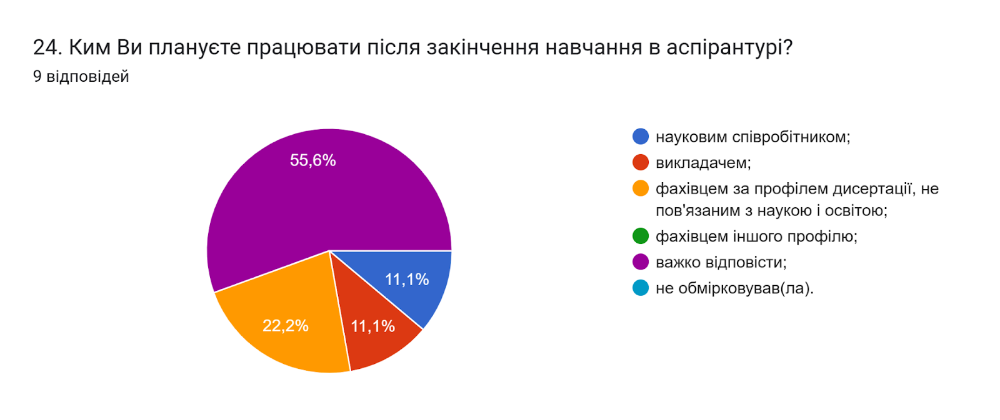 24. Ким Ви плануєте працювати після закінчення навчання в аспірантурі?
9 відповідей
55,6%
11,1%
22,2%
11,1%
науковим співробітником;
викладачем;
фахівцем за профілем дисертації, не
пов'язаним з наукою і освітою;
фахівцем іншого профілю;
важко відповісти;
не обмірковував(ла).